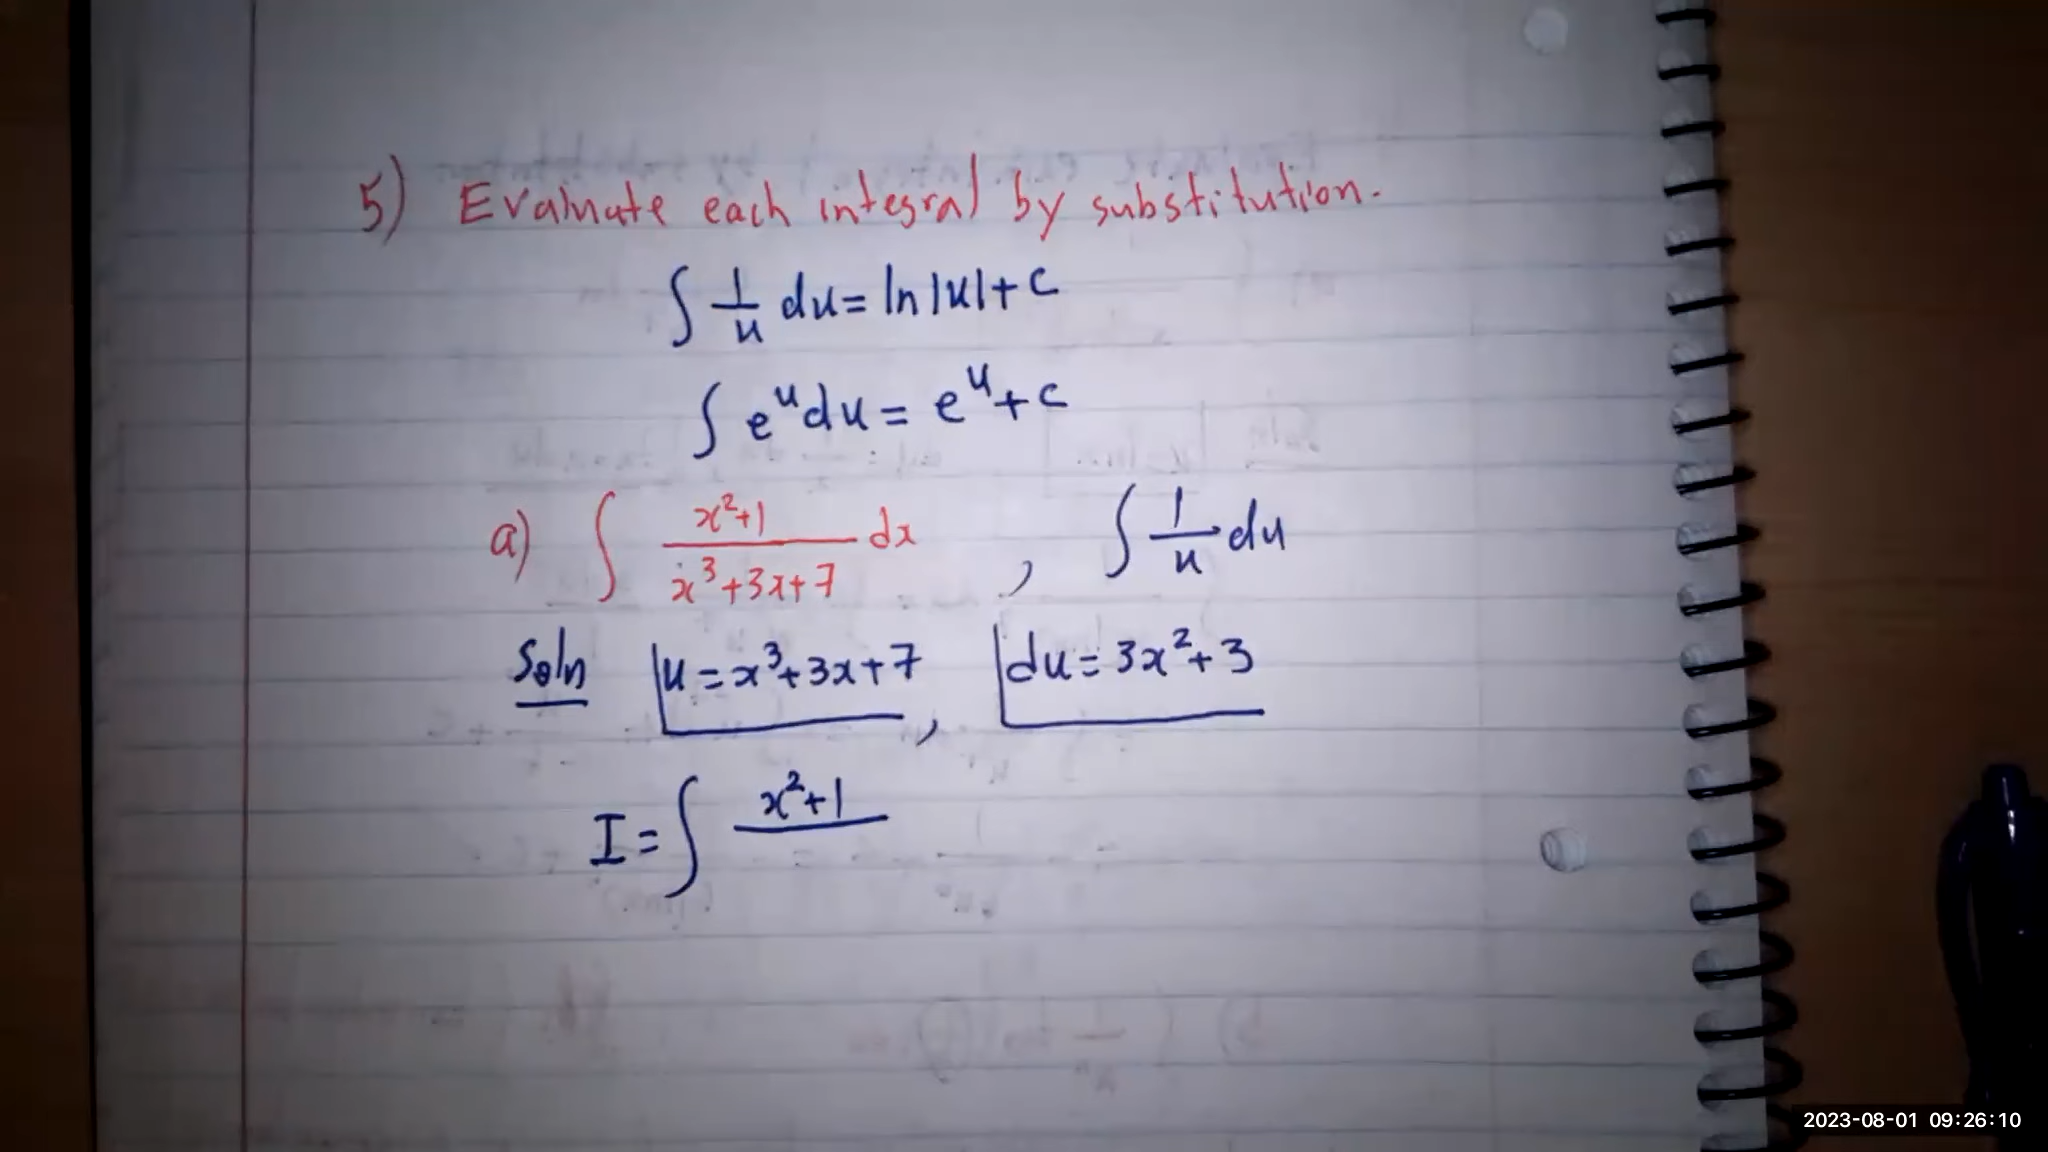 5) Evaluate each integral by substitution.
∫ 1/u du = ln|u| + c
∫ e^u du = e^u + c
a) ∫ (x²+1)/(x³+3x+7) dx , ∫ 1/u du
Soln u = x³+3x+7 , du = 3x²+3
I = ∫ x²+1
2023-08-01 09:26:10